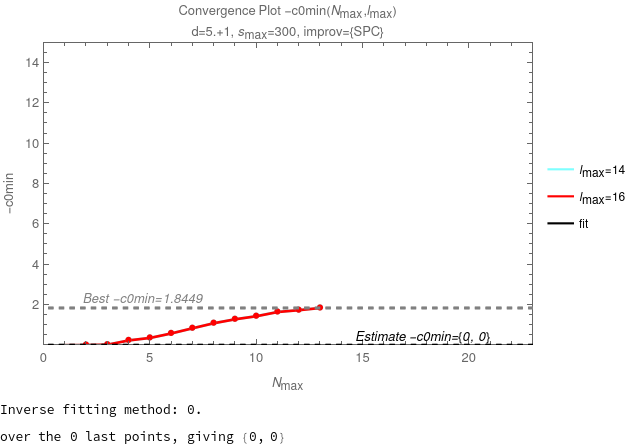 Convergence Plot −c0min(Nmax,lmax)
d=5.+1, smax=300, improv={SPC}
14
12
10
8
6
4
2
−c0min
Best −c0min=1.8449
Estimate −c0min={0, 0}
0 5 10 15 20
Nmax
lmax=14
lmax=16
fit
Inverse fitting method: 0.
over the 0 last points, giving {0, 0}